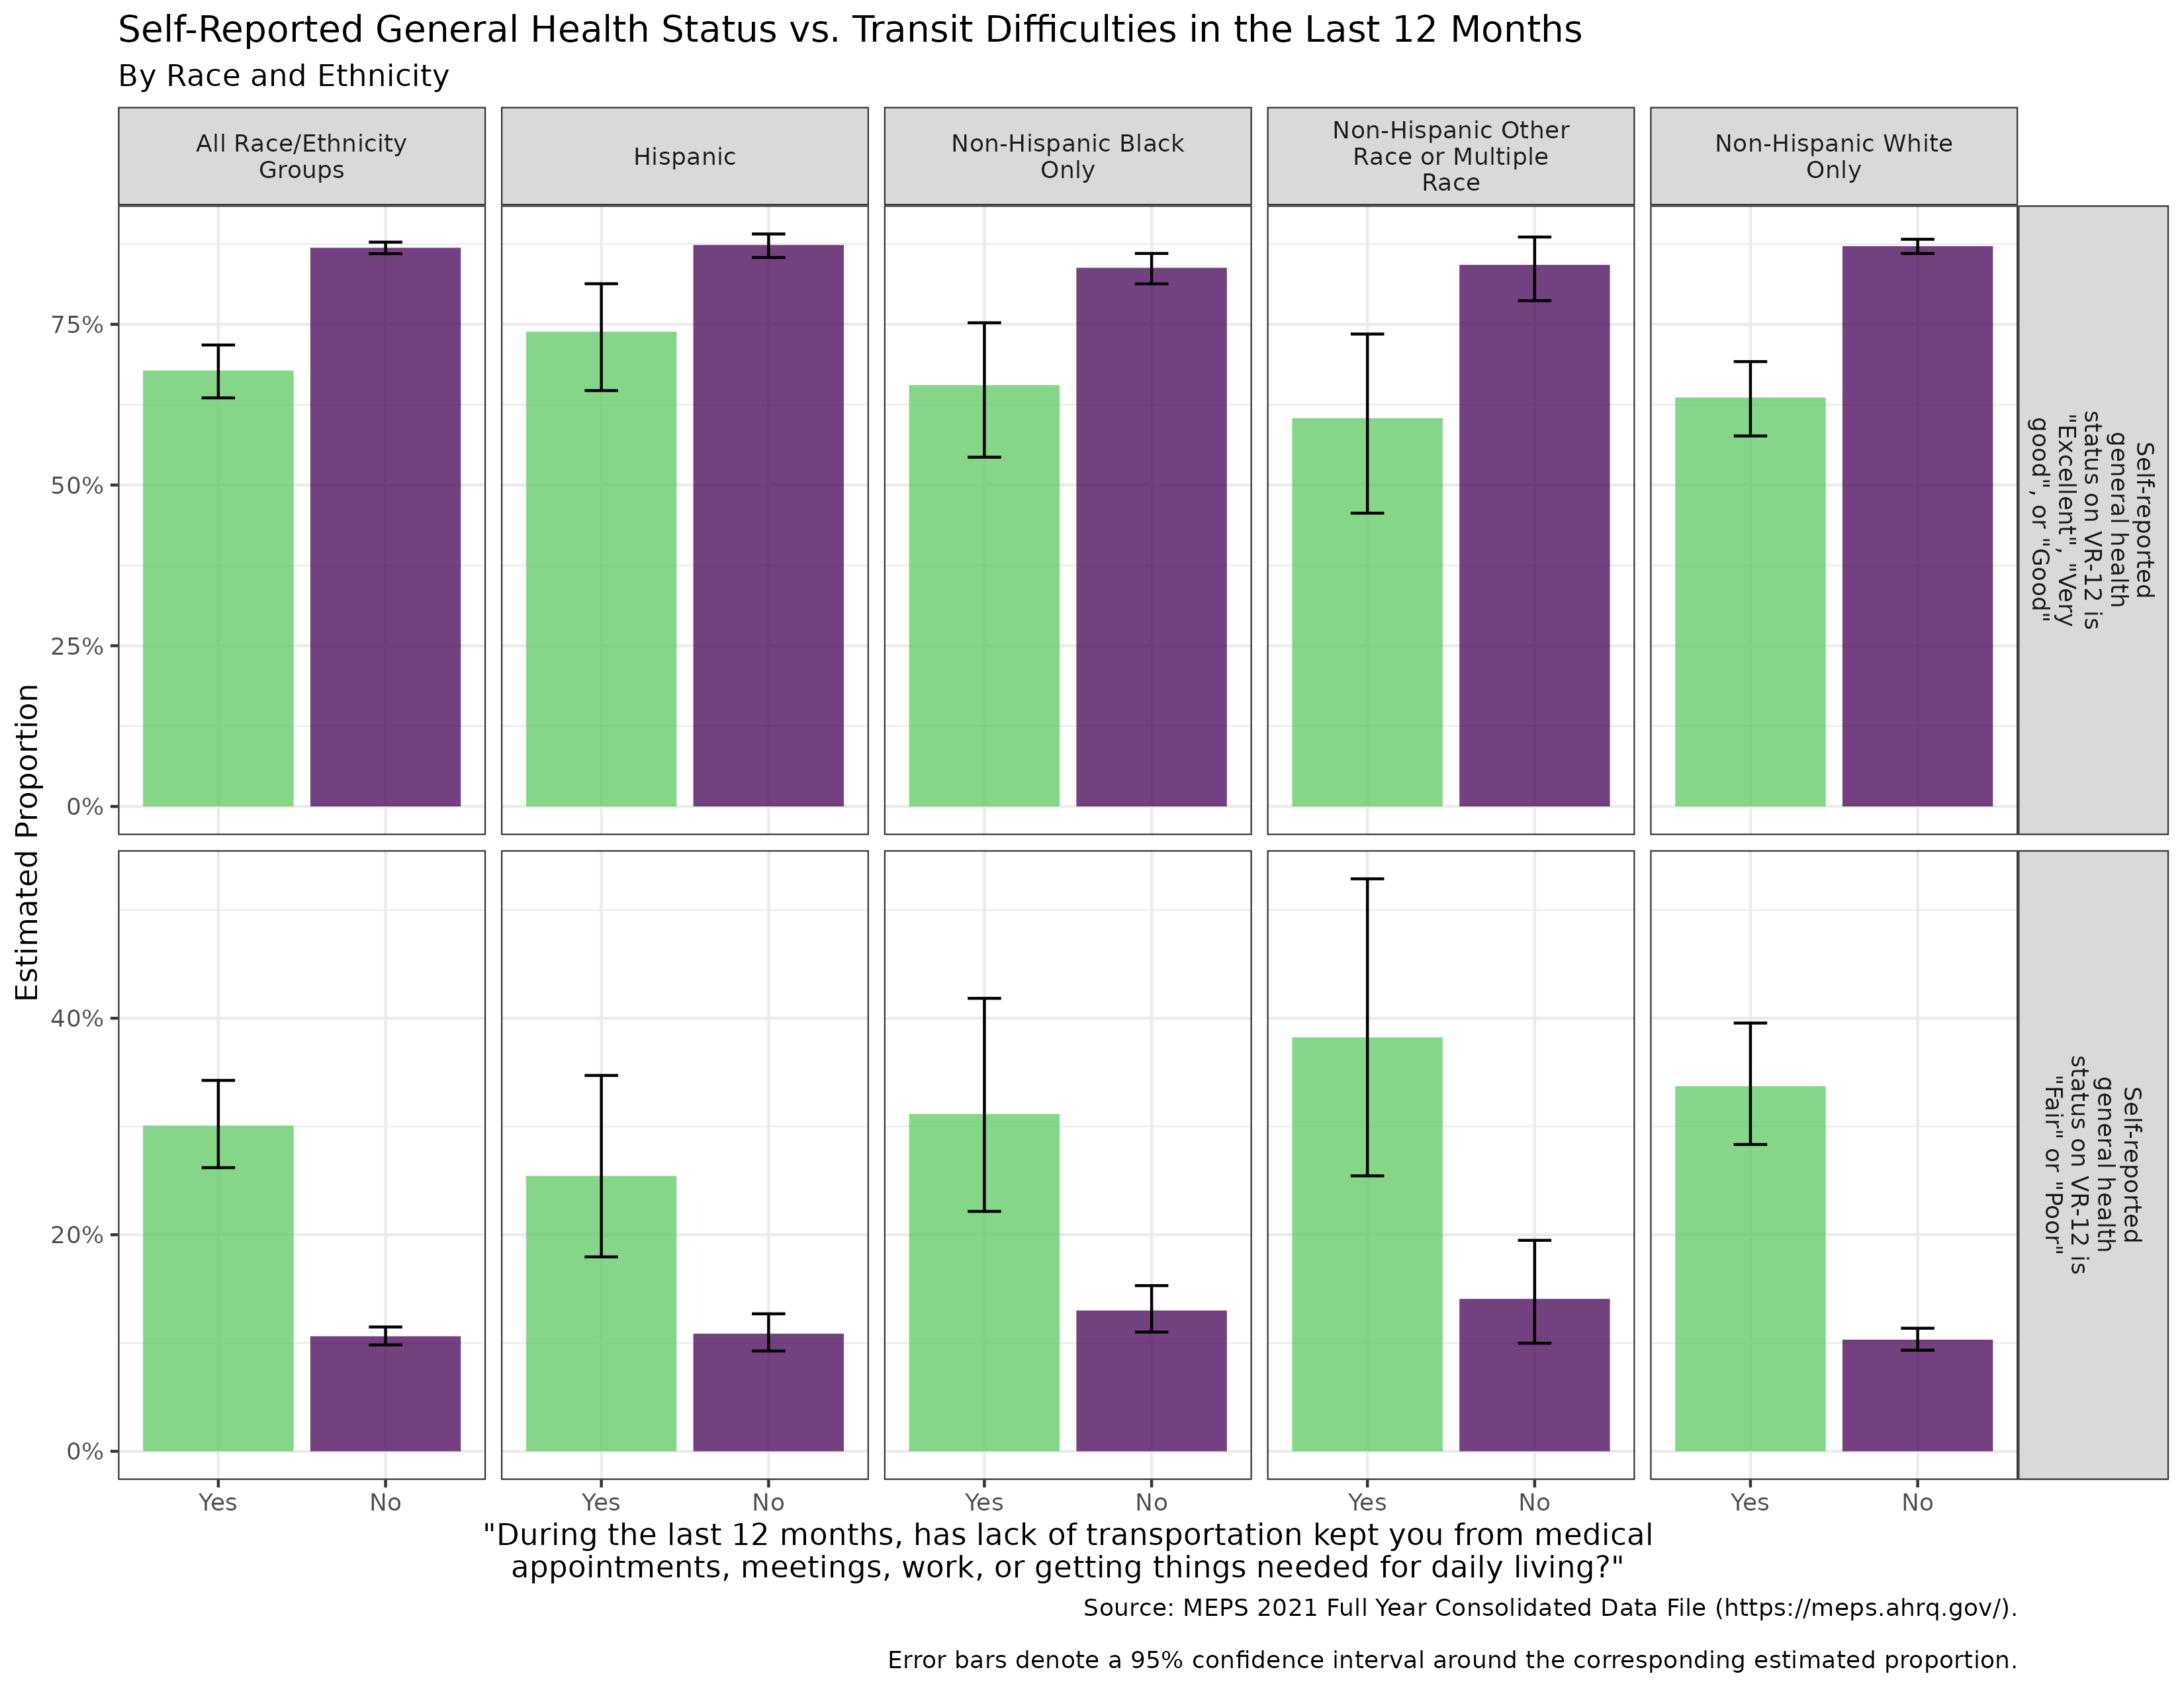 Self-Reported General Health Status vs. Transit Difficulties in the Last 12 Months
By Race and Ethnicity
All Race/Ethnicity
Groups
Hispanic
Non-Hispanic Black
Only
Non-Hispanic Other
Race or Multiple
Race
Non-Hispanic White
Only
75%
50%
25%
0%
Self-reported
general health
status on VR-12 is
"Excellent", "Very
good", or "Good"
Estimated Proportion
40%
20%
0%
Self-reported
general health
status on VR-12 is
"Fair" or "Poor"
Yes No Yes No Yes No Yes No Yes No
"During the last 12 months, has lack of transportation kept you from medical
appointments, meetings, work, or getting things needed for daily living?"
Source: MEPS 2021 Full Year Consolidated Data File (https://meps.ahrq.gov/).
Error bars denote a 95% confidence interval around the corresponding estimated proportion.